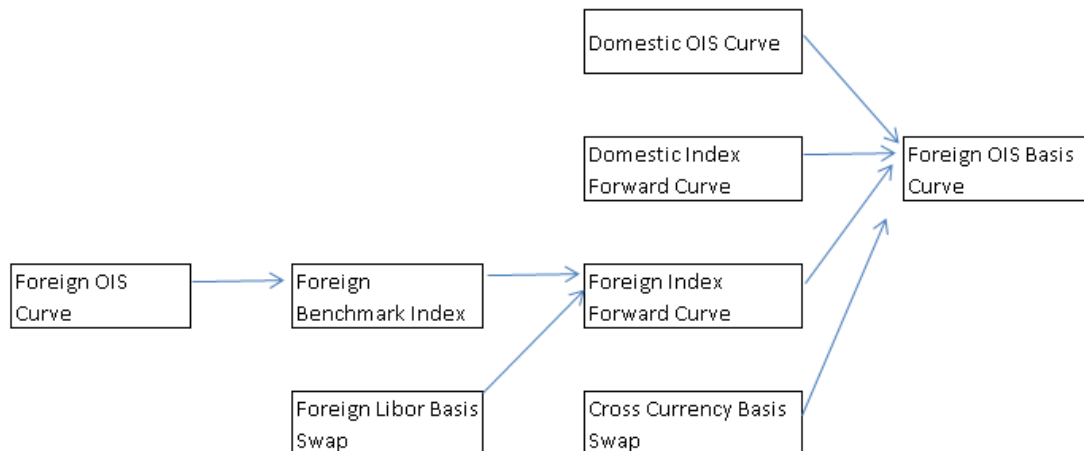 Domestic OIS Curve
Domestic Index
Forward Curve
Foreign OIS Basis
Curve
Foreign OIS
Curve
Foreign
Benchmark Index
Foreign Index
Forward Curve
Foreign Libor Basis
Swap
Cross Currency Basis
Swap